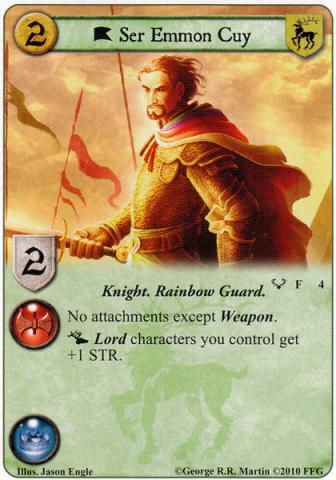 2 Ser Emmon Cuy
2
Knight. Rainbow Guard. F 4
No attachments except Weapon.
Lord characters you control get
+1 STR.
Illus. Jason Engle ©George R.R. Martin ©2010 FFG